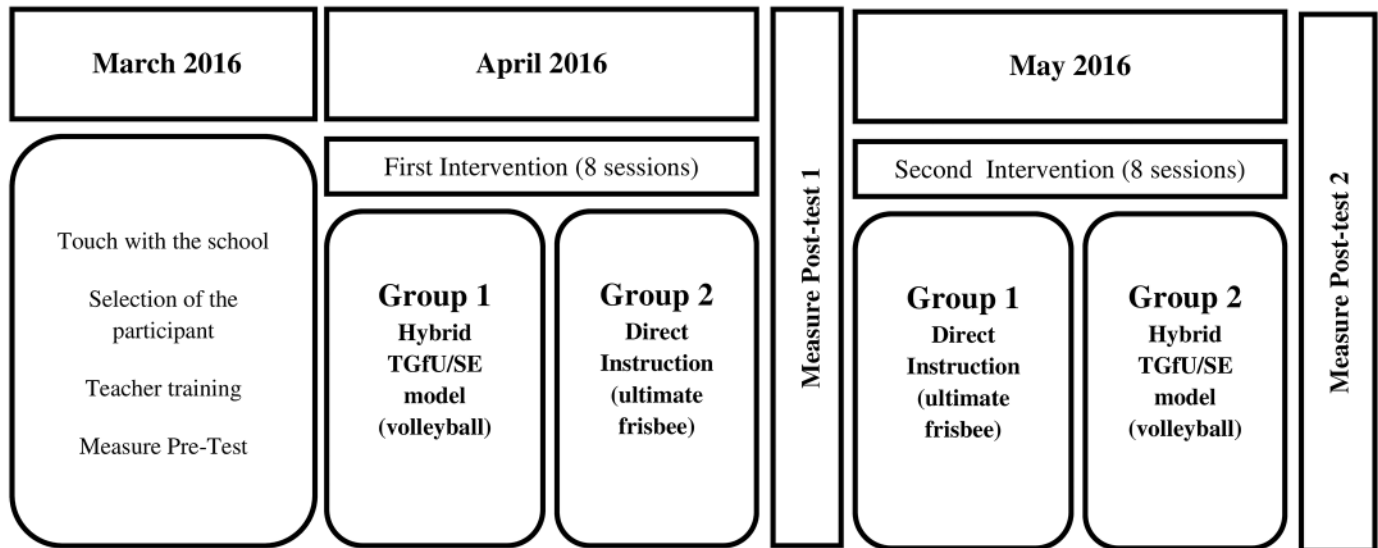 March 2016
Touch with the school
Selection of the
participant
Teacher training
Measure Pre-Test
April 2016
First Intervention (8 sessions)
Group 1
Hybrid
TGfU/SE
model
(volleyball)
Group 2
Direct
Instruction
(ultimate
frisbee)
Measure Post-test 1
May 2016
Second Intervention (8 sessions)
Group 1
Direct
Instruction
(ultimate
frisbee)
Group 2
Hybrid
TGfU/SE
model
(volleyball)
Measure Post-test 2